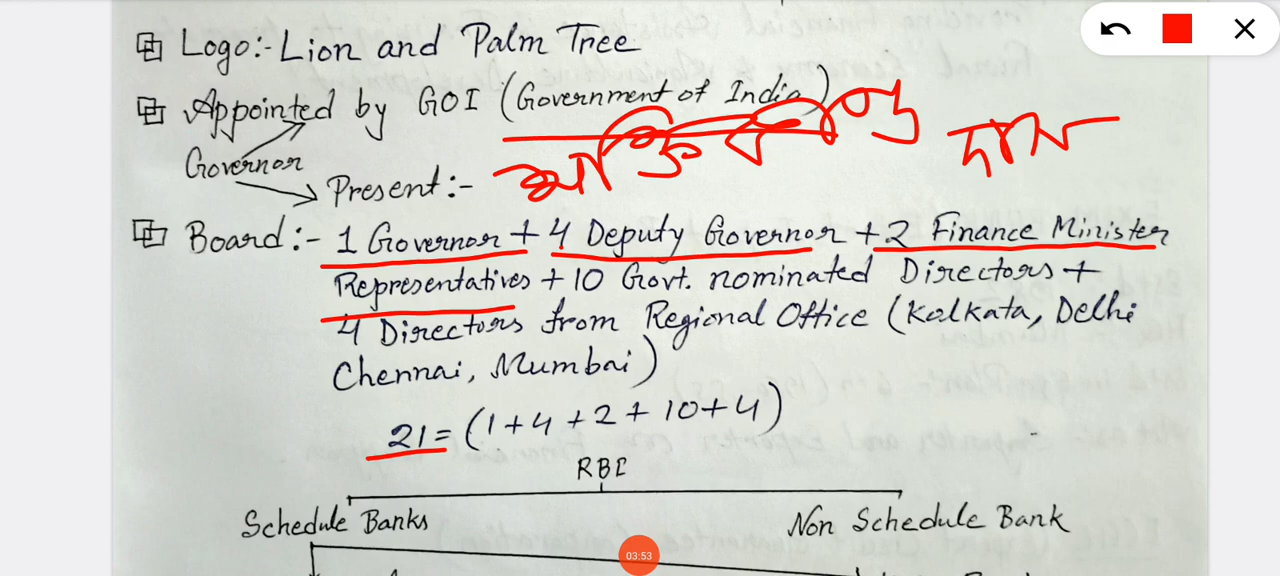 Logo:- Lion and Palm Tree
Appointed by GOI (Government of India)
Governor
Present:- শক্তিকান্ত দাস
Board:- 1 Governor + 4 Deputy Governor + 2 Finance Minister
Representatives + 10 Govt. nominated Directors +
4 Directors from Regional Office (Kolkata, Delhi
Chennai, Mumbai)
21 = (1+4+2+10+4)
RBI
Schedule Banks
Non Schedule Bank
03:53